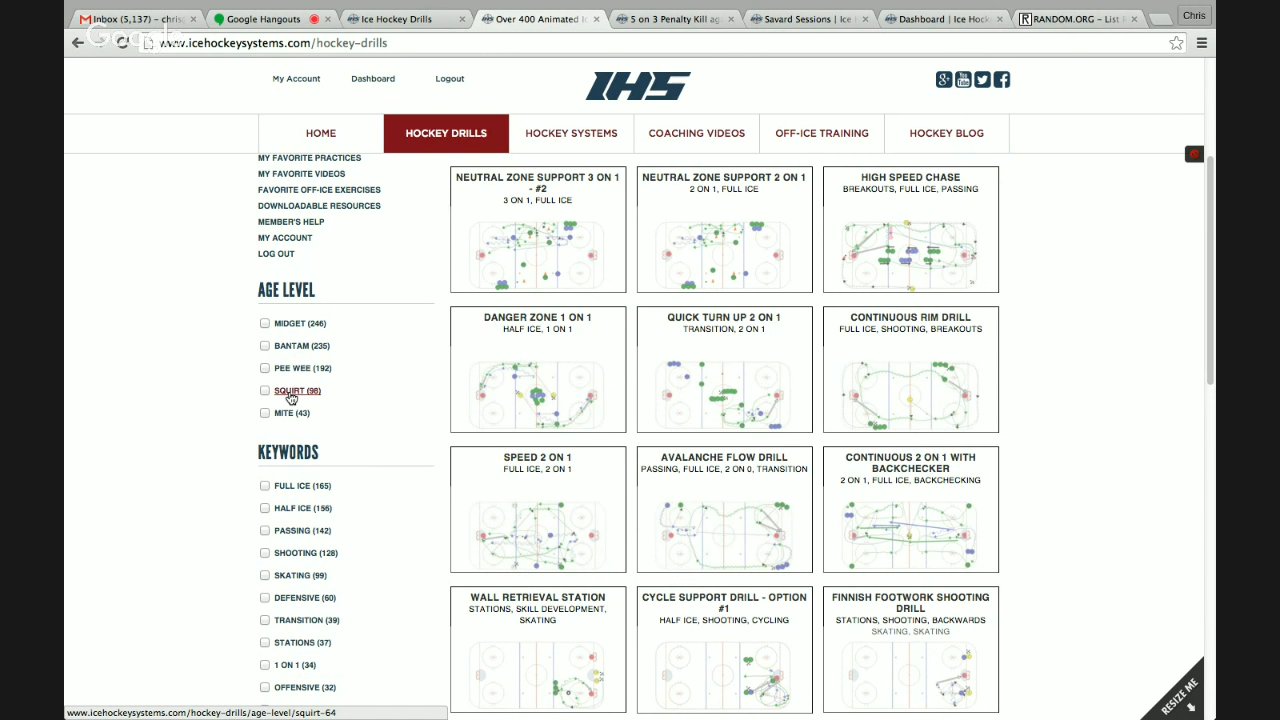 Inbox (5,137) – chris
Google Hangouts
Ice Hockey Drills
Over 400 Animated
5 on 3 Penalty Kill
Savard Sessions | Ice
Dashboard | Ice Hock
RANDOM.ORG – List
Chris
Google
www.icehockeysystems.com/hockey-drills
My Account
Dashboard
Logout
IHS
HOME
HOCKEY DRILLS
HOCKEY SYSTEMS
COACHING VIDEOS
OFF-ICE TRAINING
HOCKEY BLOG
MY FAVORITE PRACTICES
MY FAVORITE VIDEOS
FAVORITE OFF-ICE EXERCISES
DOWNLOADABLE RESOURCES
MEMBER'S HELP
MY ACCOUNT
LOG OUT
AGE LEVEL
MIDGET (246)
BANTAM (235)
PEE WEE (192)
SQUIRT (98)
MITE (43)
KEYWORDS
FULL ICE (165)
HALF ICE (156)
PASSING (142)
SHOOTING (128)
SKATING (99)
DEFENSIVE (60)
TRANSITION (39)
STATIONS (37)
1 ON 1 (34)
OFFENSIVE (32)
NEUTRAL ZONE SUPPORT 3 ON 1
- #2
3 ON 1, FULL ICE
NEUTRAL ZONE SUPPORT 2 ON 1
2 ON 1, FULL ICE
HIGH SPEED CHASE
BREAKOUTS, FULL ICE, PASSING
DANGER ZONE 1 ON 1
HALF ICE, 1 ON 1
QUICK TURN UP 2 ON 1
TRANSITION, 2 ON 1
CONTINUOUS RIM DRILL
FULL ICE, SHOOTING, BREAKOUTS
SPEED 2 ON 1
FULL ICE, 2 ON 1
AVALANCHE FLOW DRILL
PASSING, FULL ICE, 2 ON 0, TRANSITION
CONTINUOUS 2 ON 1 WITH
BACKCHECKER
2 ON 1, FULL ICE, BACKCHECKING
WALL RETRIEVAL STATION
STATIONS, SKILL DEVELOPMENT,
SKATING
CYCLE SUPPORT DRILL - OPTION
#1
HALF ICE, SHOOTING, CYCLING
FINNISH FOOTWORK SHOOTING
DRILL
STATIONS, SHOOTING, BACKWARDS
SKATING, SKATING
RESIZE ME
www.icehockeysystems.com/hockey-drills/age-level/squirt-64